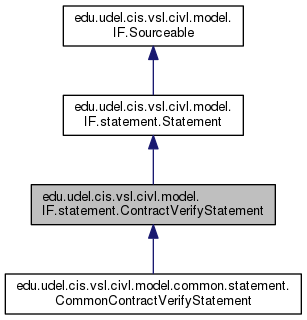 edu.udel.cis.vsl.civl.model.
IF.Sourceable
edu.udel.cis.vsl.civl.model.
IF.statement.Statement
edu.udel.cis.vsl.civl.model.
IF.statement.ContractVerifyStatement
edu.udel.cis.vsl.civl.model.common.statement.
CommonContractVerifyStatement